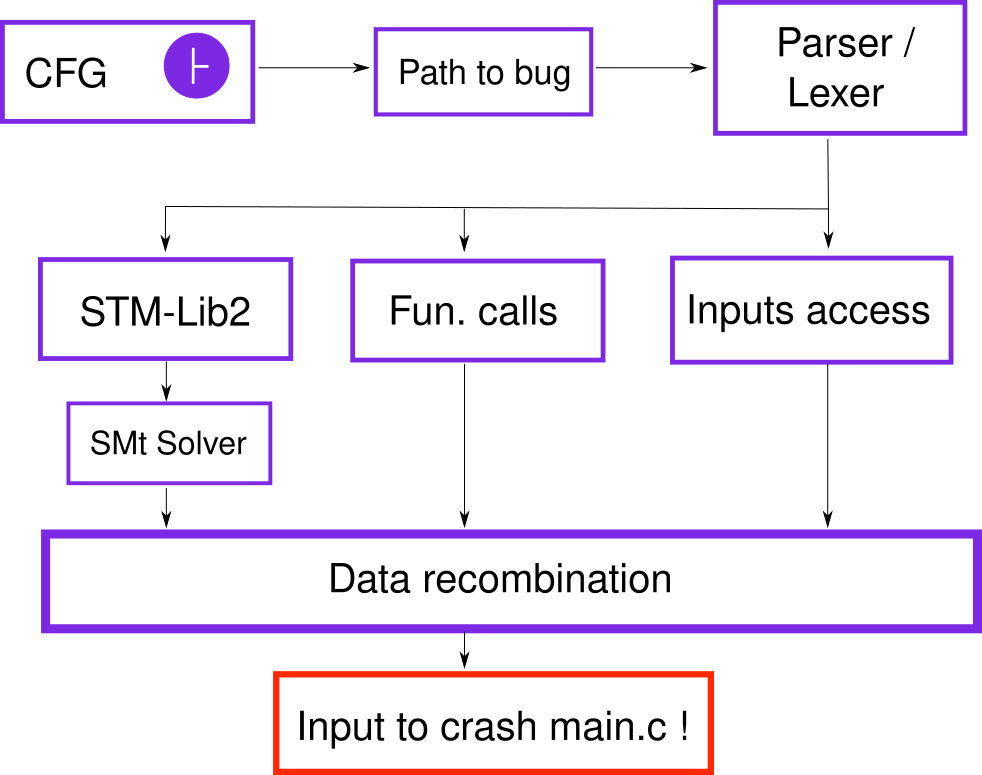 CFG
Path to bug
Parser /
Lexer
STM-Lib2
Fun. calls
Inputs access
SMt Solver
Data recombination
Input to crash main.c !